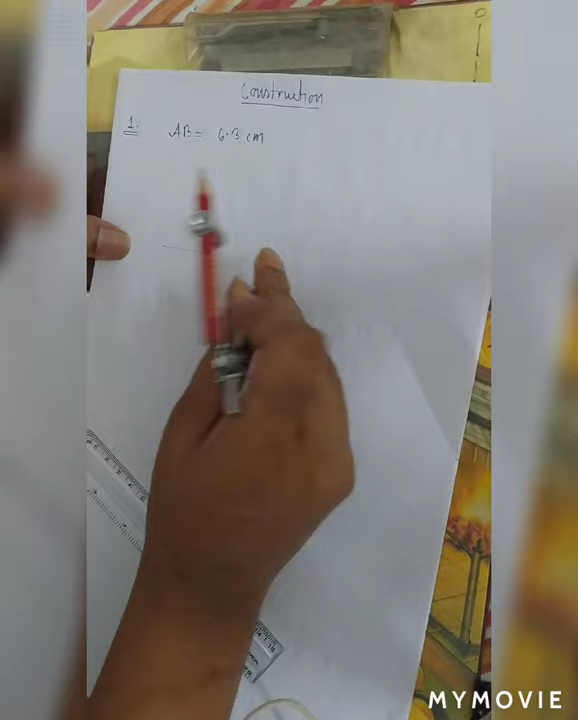 Construction
1. AB = 6.3 cm
MYMOVIE